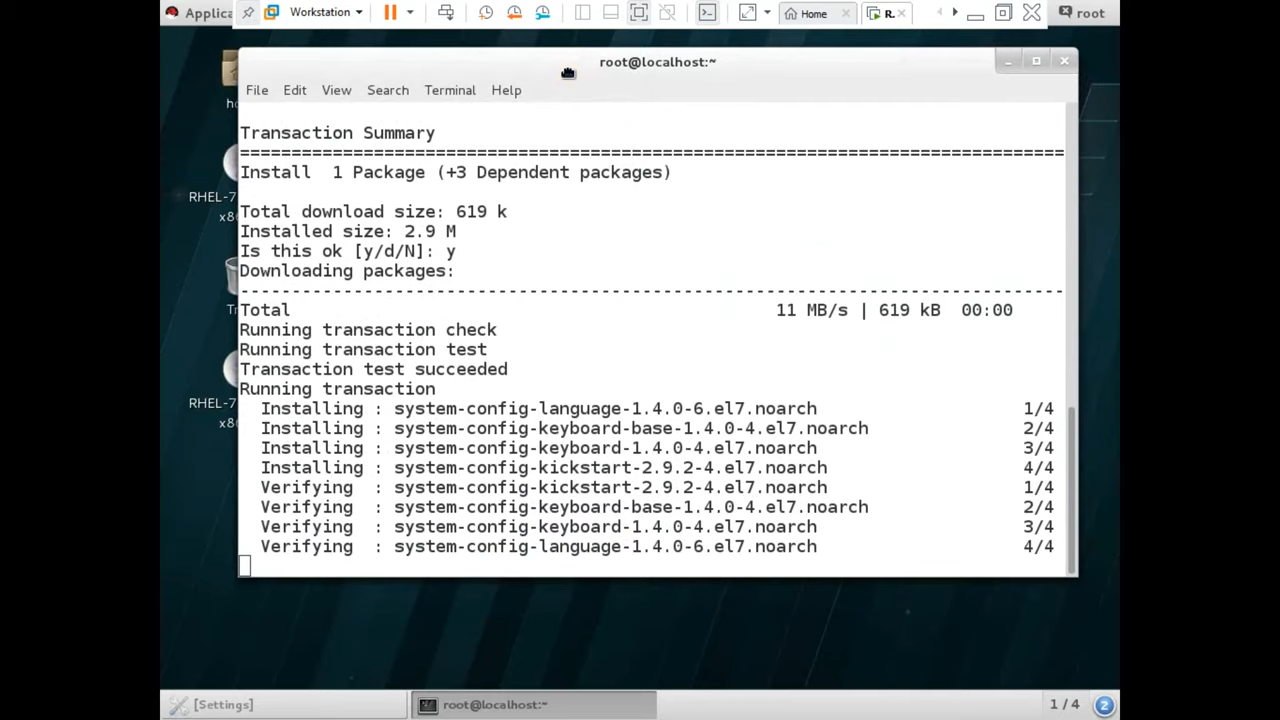 Applica
Workstation
Home
R.
root
root@localhost:~
File Edit View Search Terminal Help
ho
RHEL-7
x8
Tr
RHEL-7
x8
Transaction Summary
================================================================================
Install  1 Package (+3 Dependent packages)
Total download size: 619 k
Installed size: 2.9 M
Is this ok [y/d/N]: y
Downloading packages:
--------------------------------------------------------------------------------
Total 11 MB/s | 619 kB  00:00
Running transaction check
Running transaction test
Transaction test succeeded
Running transaction
Installing : system-config-language-1.4.0-6.el7.noarch 1/4
Installing : system-config-keyboard-base-1.4.0-4.el7.noarch 2/4
Installing : system-config-keyboard-1.4.0-4.el7.noarch 3/4
Installing : system-config-kickstart-2.9.2-4.el7.noarch 4/4
Verifying  : system-config-kickstart-2.9.2-4.el7.noarch 1/4
Verifying  : system-config-keyboard-base-1.4.0-4.el7.noarch 2/4
Verifying  : system-config-keyboard-1.4.0-4.el7.noarch 3/4
Verifying  : system-config-language-1.4.0-6.el7.noarch 4/4
[Settings]
root@localhost:~
1 / 4
2